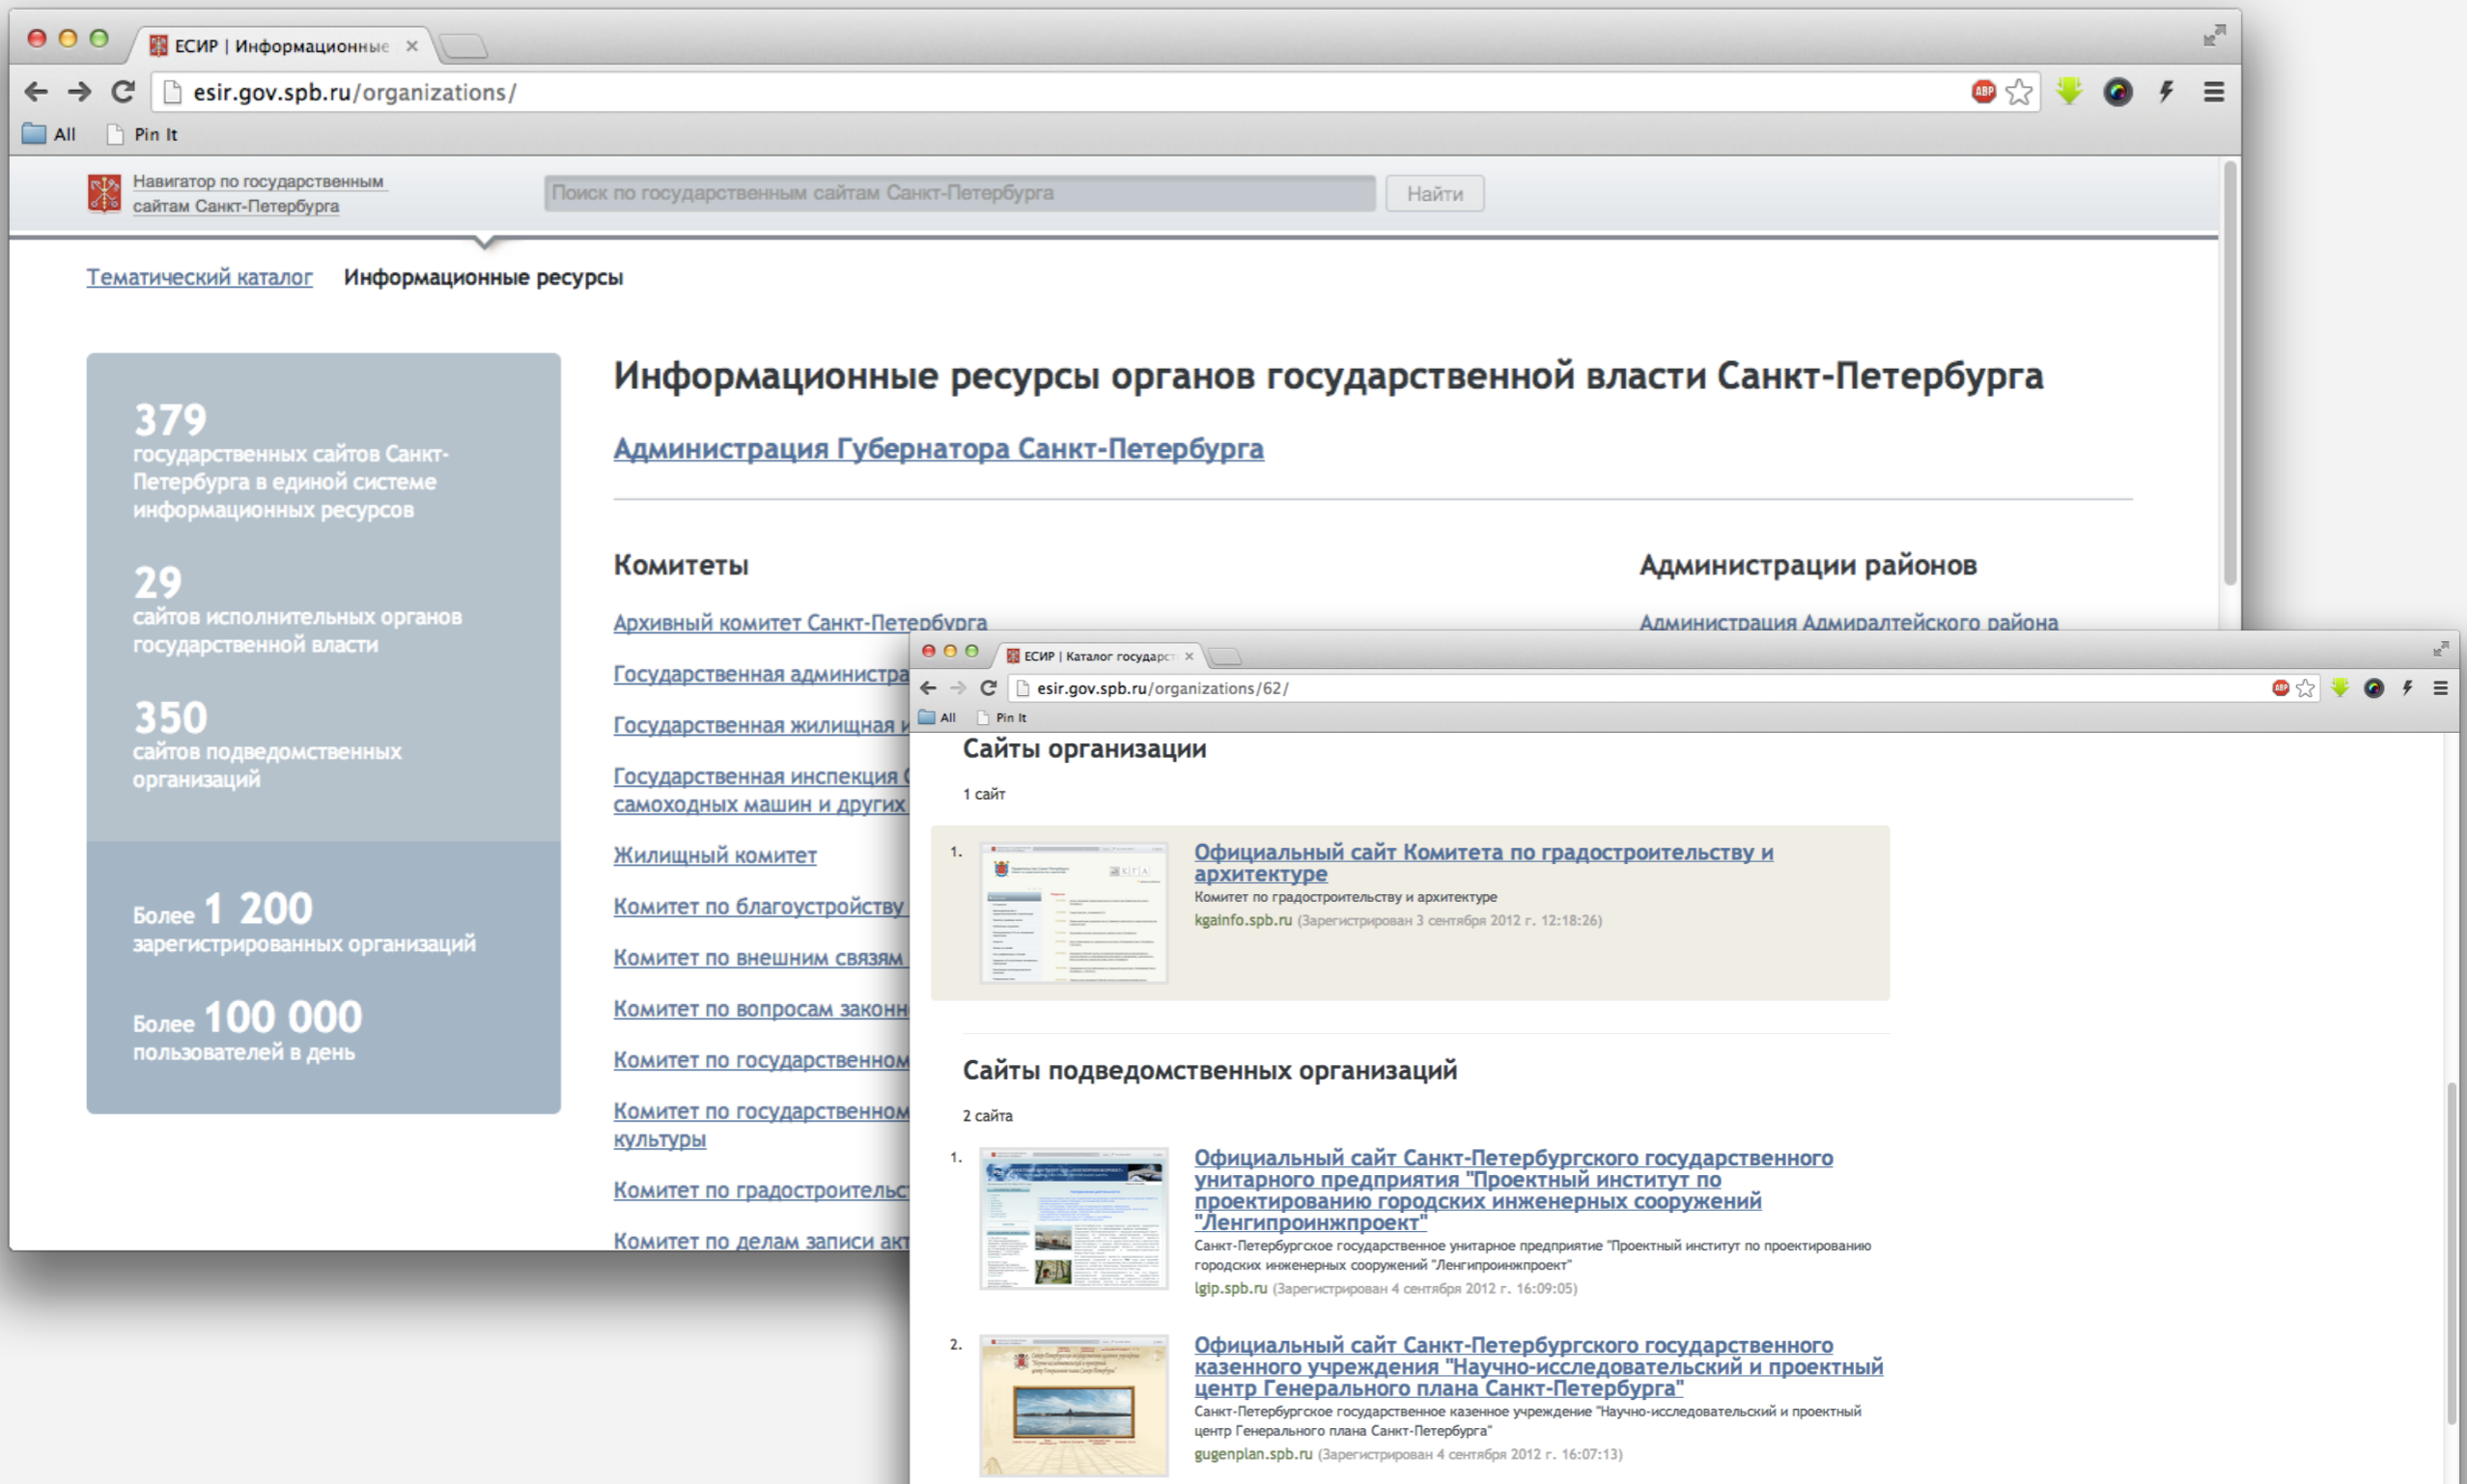 ЕСИР | Информационные
esir.gov.spb.ru/organizations/
ABP
All
Pin It
Навигатор по государственным
сайтам Санкт-Петербурга
Поиск по государственным сайтам Санкт-Петербурга
Найти
Тематический каталог
Информационные ресурсы
379
государственных сайтов Санкт-
Петербурга в единой системе
информационных ресурсов
29
сайтов исполнительных органов
государственной власти
350
сайтов подведомственных
организаций
Более 1 200
зарегистрированных организаций
Более 100 000
пользователей в день
Информационные ресурсы органов государственной власти Санкт-Петербурга
Администрация Губернатора Санкт-Петербурга
Комитеты
Архивный комитет Санкт-Петербурга
Государственная администра
Государственная жилищная и
Государственная инспекция
самоходных машин и других
Жилищный комитет
Комитет по благоустройству
Комитет по внешним связям
Комитет по вопросам законн
Комитет по государственном
Комитет по государственном
культуры
Комитет по градостроительс
Комитет по делам записи акт
Администрации районов
Администрация Адмиралтейского района
ЕСИР | Каталог государст
esir.gov.spb.ru/organizations/62/
ABP
All
Pin It
Сайты организации
1 сайт
1.
Официальный сайт Комитета по градостроительству и
архитектуре
Комитет по градостроительству и архитектуре
kgainfo.spb.ru (Зарегистрирован 3 сентября 2012 г. 12:18:26)
Сайты подведомственных организаций
2 сайта
1.
Официальный сайт Санкт-Петербургского государственного
унитарного предприятия "Проектный институт по
проектированию городских инженерных сооружений
"Ленгипроинжпроект"
Санкт-Петербургское государственное унитарное предприятие "Проектный институт по проектированию
городских инженерных сооружений "Ленгипроинжпроект"
lgip.spb.ru (Зарегистрирован 4 сентября 2012 г. 16:09:05)
2.
Официальный сайт Санкт-Петербургского государственного
казенного учреждения "Научно-исследовательский и проектный
центр Генерального плана Санкт-Петербурга"
Санкт-Петербургское государственное казенное учреждение "Научно-исследовательский и проектный
центр Генерального плана Санкт-Петербурга"
gugenplan.spb.ru (Зарегистрирован 4 сентября 2012 г. 16:07:13)